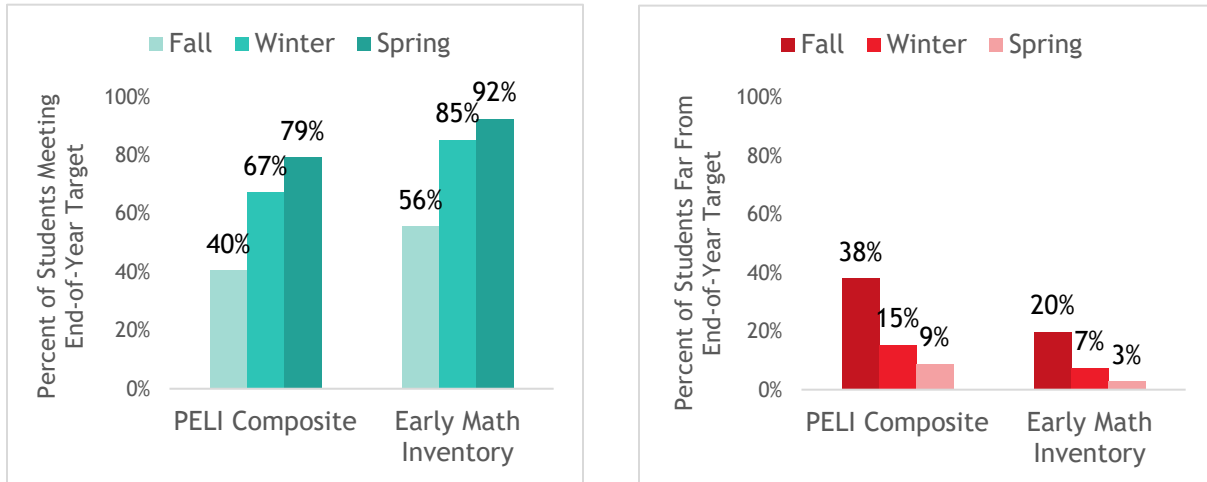 Fall Winter Spring
Percent of Students Meeting
End-of-Year Target
100%
80%
60%
40%
20%
0%
40%
67%
79%
56%
85%
92%
PELI Composite
Early Math
Inventory
Fall Winter Spring
Percent of Students Far From
End-of-Year Target
100%
80%
60%
40%
20%
0%
38%
15%
9%
20%
7%
3%
PELI Composite
Early Math
Inventory